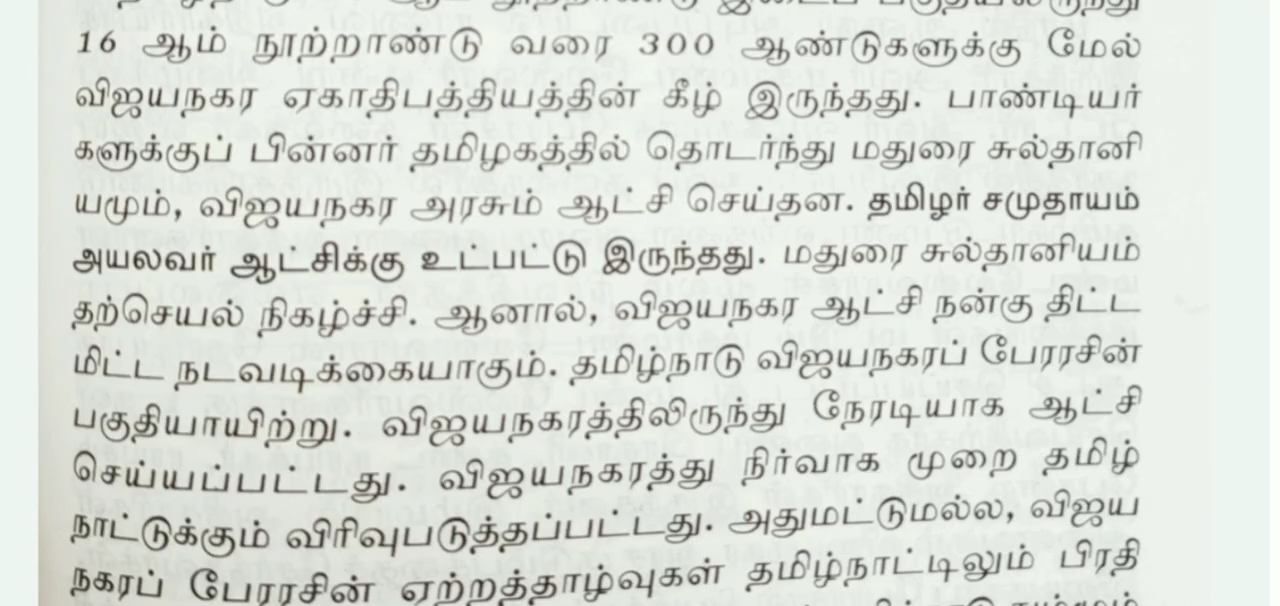 16 ஆம் நூற்றாண்டு வரை 300 ஆண்டுகளுக்கு மேல்
விஜயநகர ஏகாதிபத்தியத்தின் கீழ் இருந்தது. பாண்டியர்
களுக்குப் பின்னர் தமிழகத்தில் தொடர்ந்து மதுரை சுல்தானி
யமும், விஜயநகர அரசும் ஆட்சி செய்தன. தமிழர் சமுதாயம்
அயலவர் ஆட்சிக்கு உட்பட்டு இருந்தது. மதுரை சுல்தானியம்
தற்செயல் நிகழ்ச்சி. ஆனால், விஜயநகர ஆட்சி நன்கு திட்ட
மிட்ட நடவடிக்கையாகும். தமிழ்நாடு விஜயநகரப் பேரரசின்
பகுதியாயிற்று. விஜயநகரத்திலிருந்து நேரடியாக ஆட்சி
செய்யப்பட்டது. விஜயநகரத்து நிர்வாக முறை தமிழ்
நாட்டுக்கும் விரிவுபடுத்தப்பட்டது. அதுமட்டுமல்ல, விஜய
நகரப் பேரரசின் ஏற்றத்தாழ்வுகள் தமிழ்நாட்டிலும் பிரதி